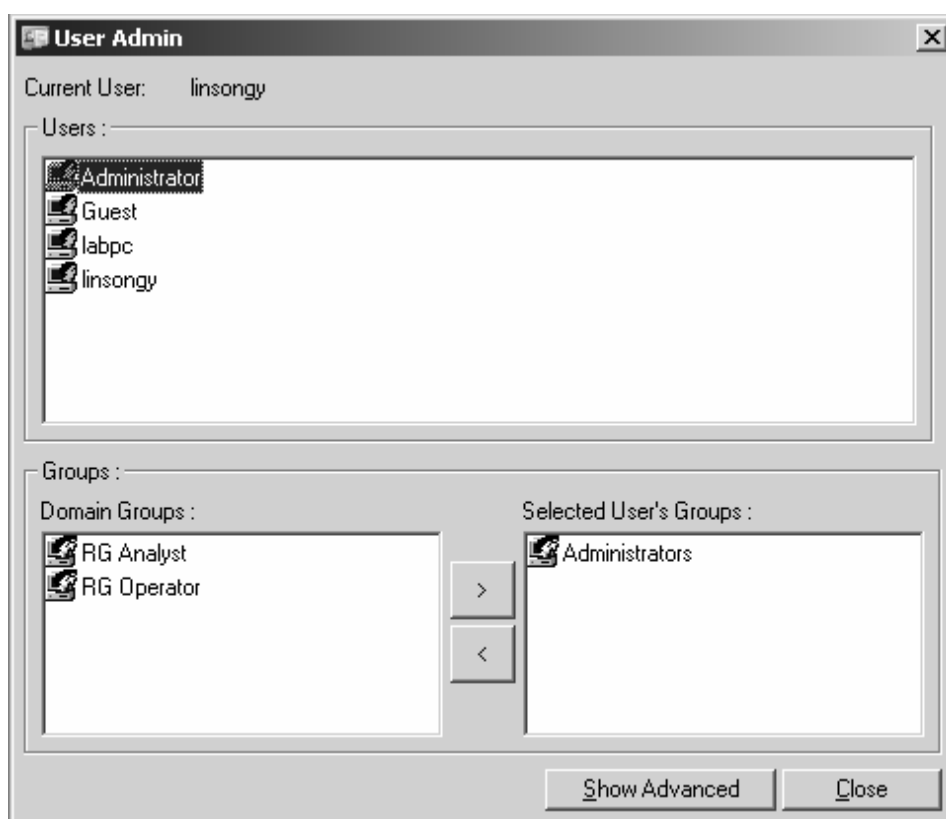 User Admin
Current User: linsongy
Users :
Administrator
Guest
labpc
linsongy
Groups :
Domain Groups :
RG Analyst
RG Operator
>
<
Selected User's Groups :
Administrators
Show Advanced
Close